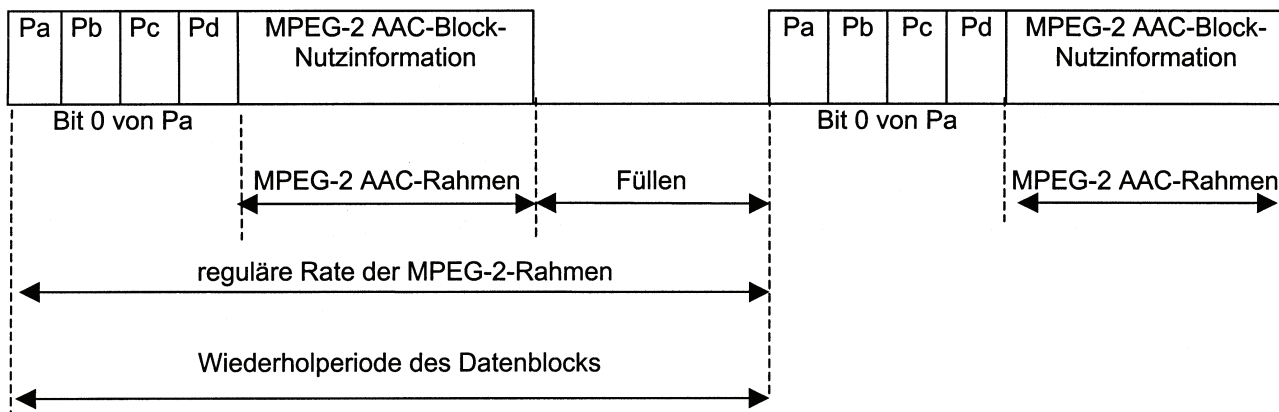 Pa Pb Pc Pd MPEG-2 AAC-Block-
Nutzinformation
Pa Pb Pc Pd MPEG-2 AAC-Block-
Nutzinformation
Bit 0 von Pa
Bit 0 von Pa
MPEG-2 AAC-Rahmen
Füllen
MPEG-2 AAC-Rahmen
reguläre Rate der MPEG-2-Rahmen
Wiederholperiode des Datenblocks